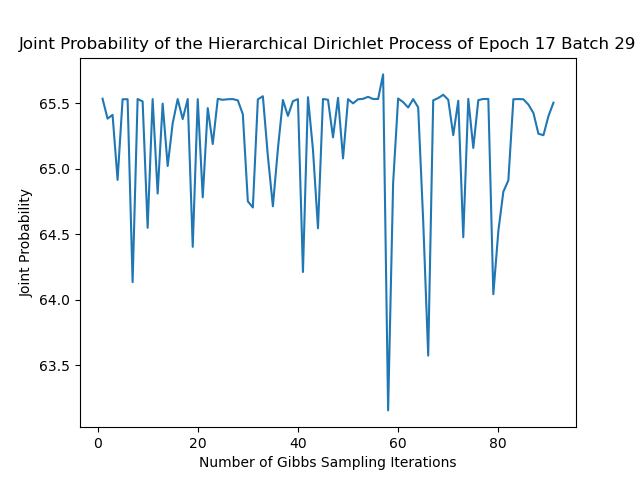 Joint Probability of the Hierarchical Dirichlet Process of Epoch 17 Batch 29
65.5
65.0
64.5
64.0
63.5
Joint Probability
0 20 40 60 80
Number of Gibbs Sampling Iterations